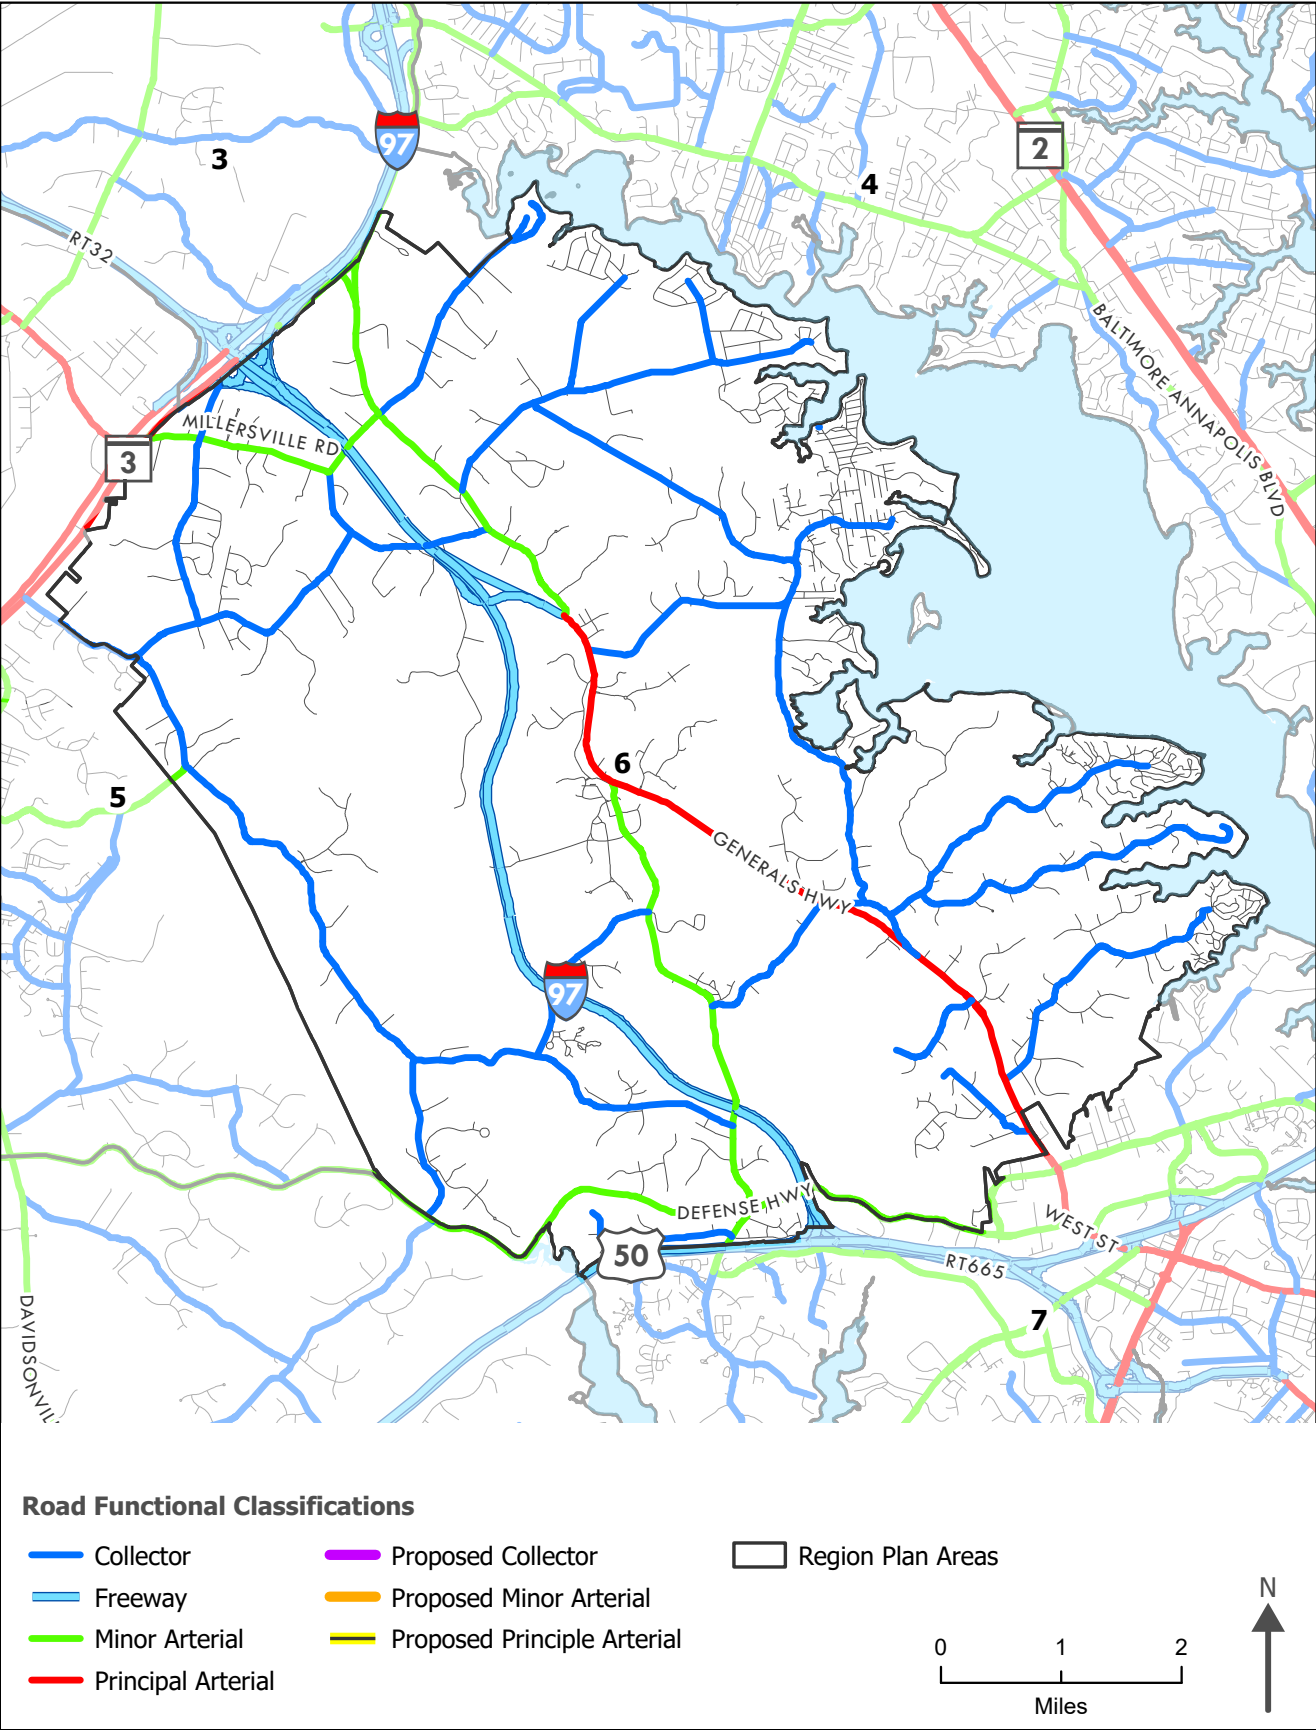 97
3
2
4
RT32
BALTIMORE ANNAPOLIS BLVD
MILLERSVILLE RD
3
6
5
GENERALS HWY
97
DEFENSE HWY
WEST ST
50
RT665
7
DAVIDSONVIL
Road Functional Classifications
Collector
Proposed Collector
Region Plan Areas
Freeway
Proposed Minor Arterial
Minor Arterial
Proposed Principle Arterial
Principal Arterial
N
0 1 2
Miles